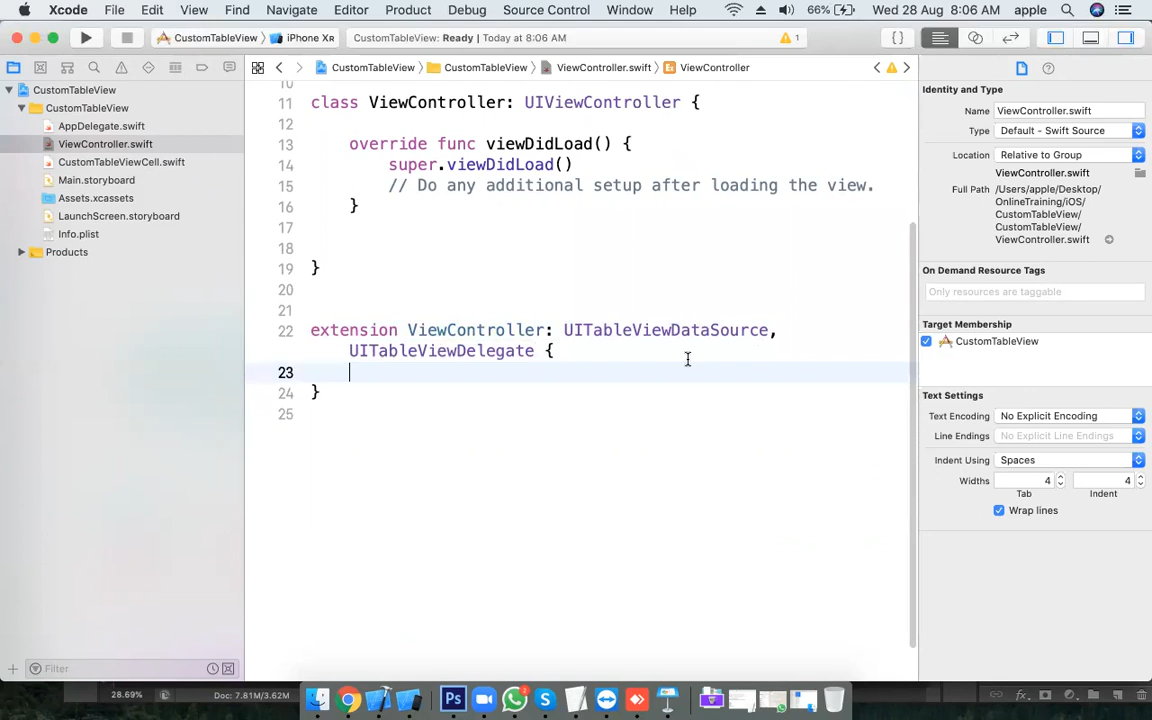 Xcode File Edit View Find Navigate Editor Product Debug Source Control Window Help 66% Wed 28 Aug 8:06 AM apple
CustomTableView iPhone XR CustomTableView: Ready | Today at 8:06 AM 1 { }
CustomTableView CustomTableView ViewController.swift ViewController
CustomTableView
CustomTableView
AppDelegate.swift
ViewController.swift
CustomTableViewCell.swift
Main.storyboard
Assets.xcassets
LaunchScreen.storyboard
Info.plist
Products
Filter
10
11 class ViewController: UIViewController {
12
13 override func viewDidLoad() {
14 super.viewDidLoad()
15 // Do any additional setup after loading the view.
16 }
17
18
19 }
20
21
22 extension ViewController: UITableViewDataSource,
UITableViewDelegate {
23
24 }
25
Identity and Type
Name ViewController.swift
Type Default - Swift Source
Location Relative to Group
ViewController.swift
Full Path /Users/apple/Desktop/
OnlineTraining/iOS/
CustomTableView/
CustomTableView/
ViewController.swift
On Demand Resource Tags
Only resources are taggable
Target Membership
CustomTableView
Text Settings
Text Encoding No Explicit Encoding
Line Endings No Explicit Line Endings
Indent Using Spaces
Widths 4 4
Tab Indent
Wrap lines
28.69% Doc: 7.81M/3.62M Ps fx